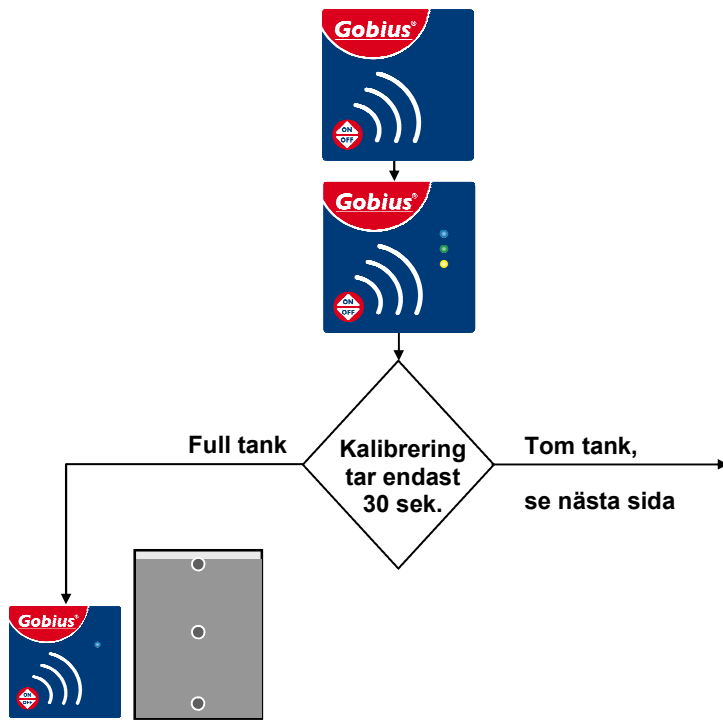 Gobius®
ON
OFF
Gobius®
ON
OFF
Full tank
Kalibrering
tar endast
30 sek.
Tom tank,
se nästa sida
Gobius®
ON
OFF